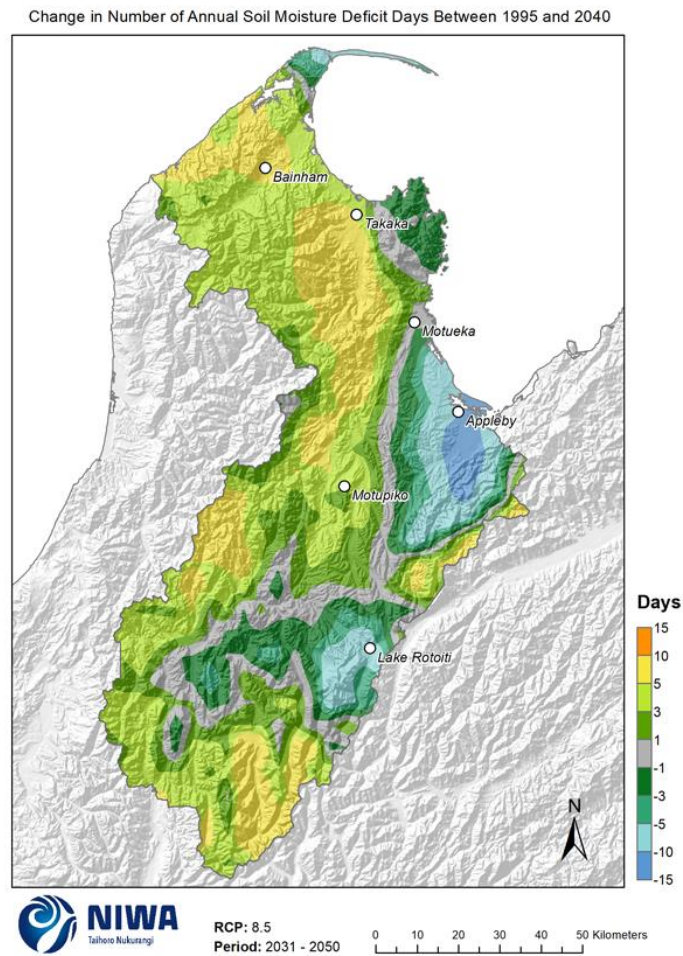 Change in Number of Annual Soil Moisture Deficit Days Between 1995 and 2040
Bainham
Takaka
Motueka
Appleby
Motupiko
Lake Rotoiti
Days
15
10
5
3
1
-1
-3
-5
-10
-15
N
NIWA
Taihoro Nukurangi
RCP: 8.5
Period: 2031 - 2050
0 10 20 30 40 50 Kilometers